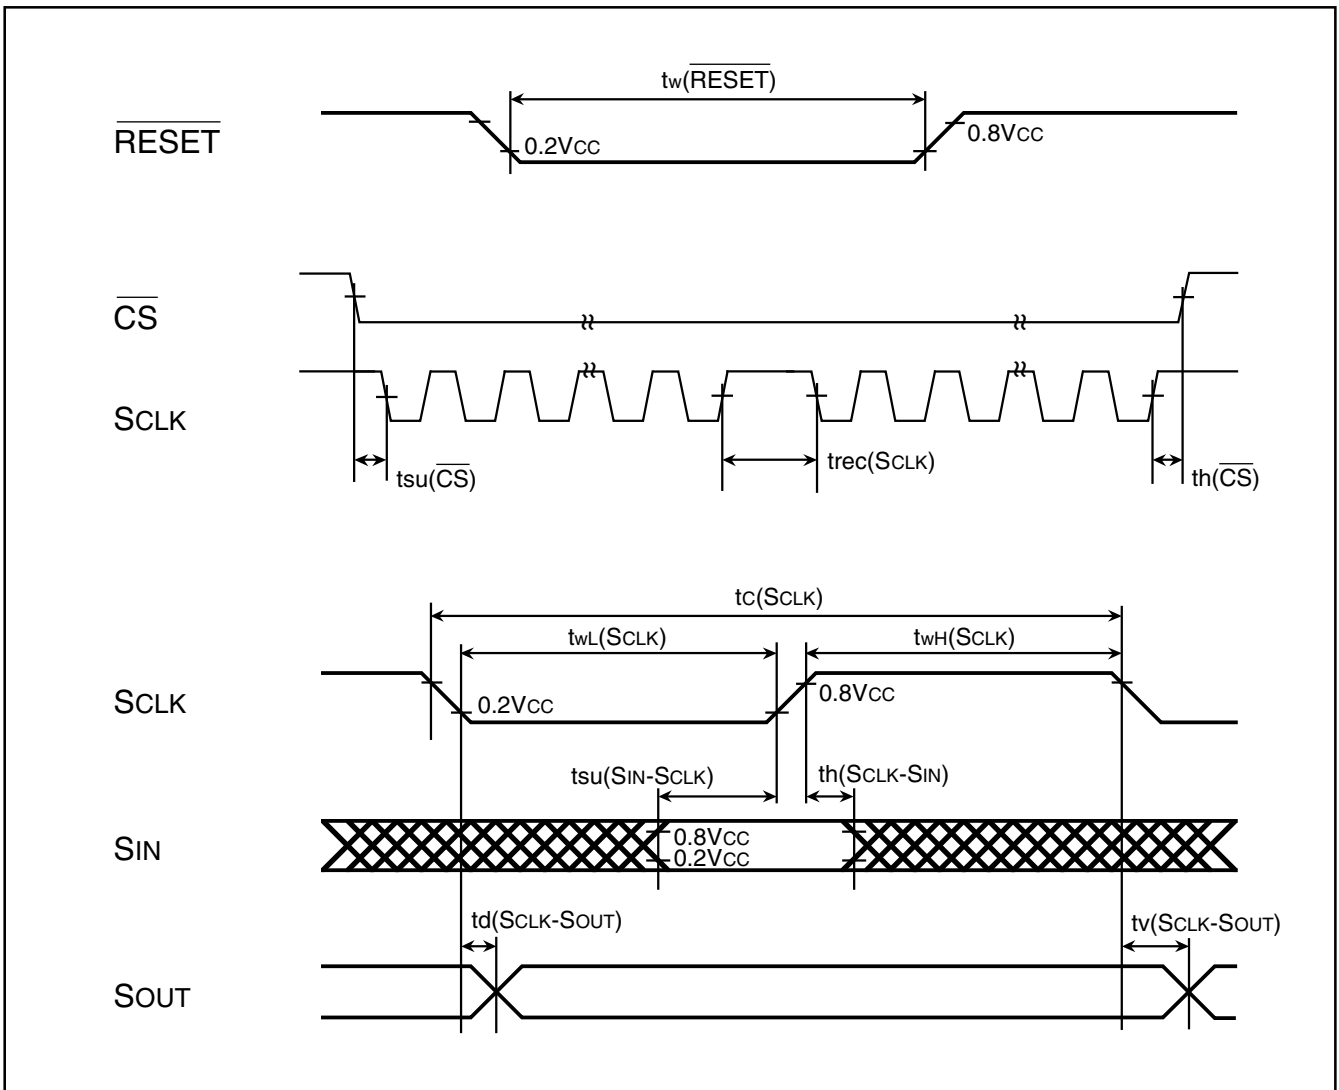 tw(RESET)
RESET
0.2VCC
0.8VCC
CS
SCLK
tsu(CS)
trec(SCLK)
th(CS)
tC(SCLK)
twL(SCLK)
twH(SCLK)
SCLK
0.2VCC
0.8VCC
tsu(SIN-SCLK)
th(SCLK-SIN)
SIN
0.8VCC
0.2VCC
td(SCLK-SOUT)
tv(SCLK-SOUT)
SOUT